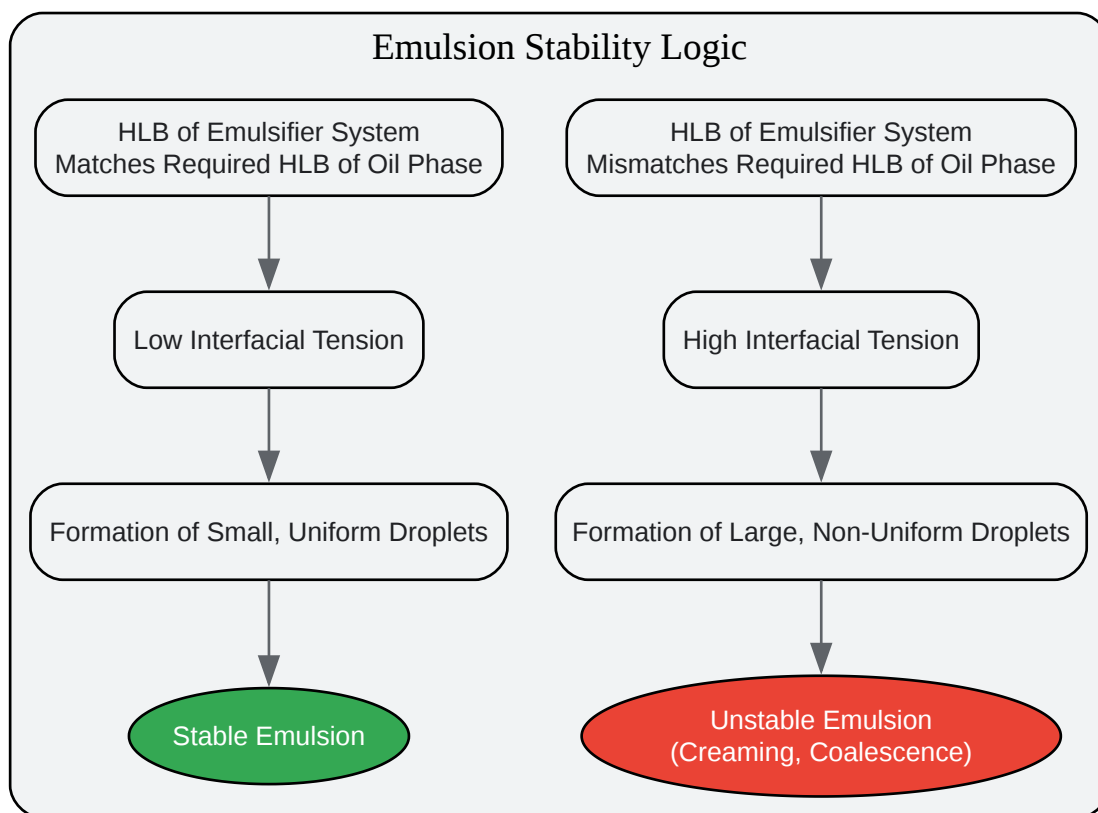 Emulsion Stability Logic
HLB of Emulsifier System
Matches Required HLB of Oil Phase
Low Interfacial Tension
Formation of Small, Uniform Droplets
Stable Emulsion
HLB of Emulsifier System
Mismatches Required HLB of Oil Phase
High Interfacial Tension
Formation of Large, Non-Uniform Droplets
Unstable Emulsion
(Creaming, Coalescence)